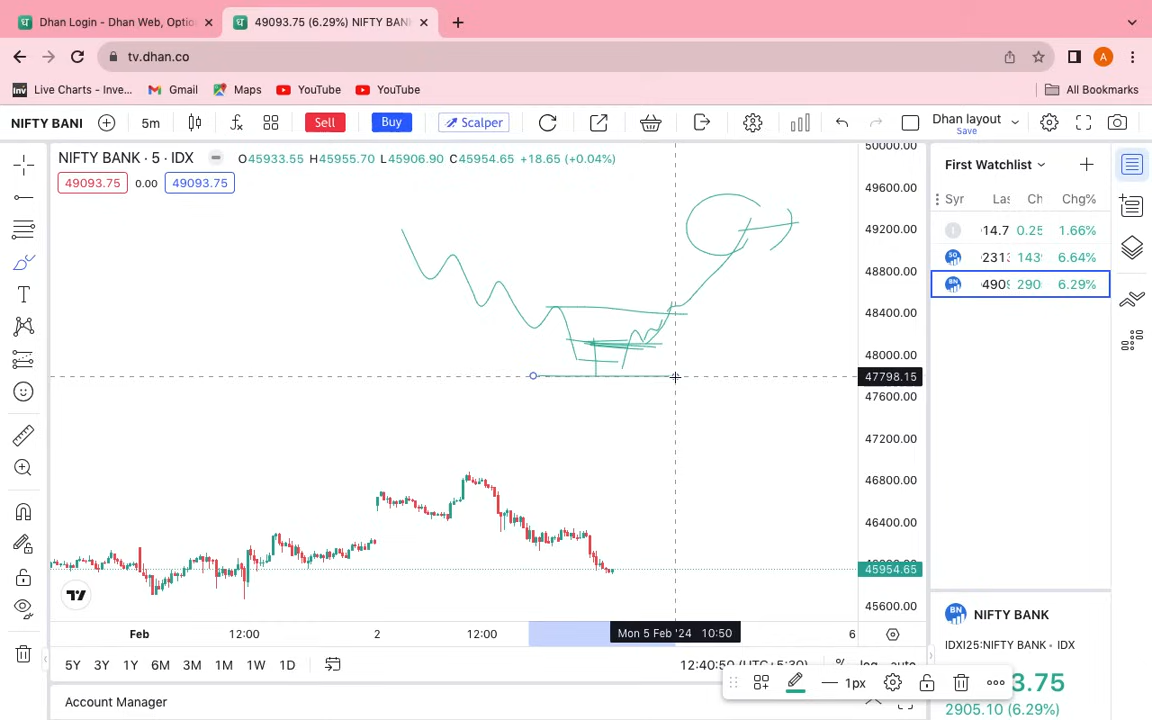 Dhan Login - Dhan Web, Optio
49093.75 (6.29%) NIFTY BAN
tv.dhan.co
Live Charts - Inve...
Gmail
Maps
YouTube
YouTube
All Bookmarks
NIFTY BANI
5m
Sell
Buy
Scalper
Dhan layout
Save
NIFTY BANK · 5 · IDX
O45933.55 H45955.70 L45906.90 C45954.65 +18.65 (+0.04%)
49093.75 0.00 49093.75
50000.00
49600.00
49200.00
48800.00
48400.00
48000.00
47798.15
47600.00
47200.00
46800.00
46400.00
45954.65
45600.00
First Watchlist
Syr Las Ch Chg%
14.7 0.25 1.66%
2313 143 6.64%
4909 290 6.29%
Feb 12:00 2 12:00 Mon 5 Feb '24 10:50 6
5Y 3Y 1Y 6M 3M 1M 1W 1D
12:40:50 (UTC+5:30) % log auto
1px
Account Manager
NIFTY BANK
IDXI25:NIFTY BANK · IDX
3.75
2905.10 (6.29%)